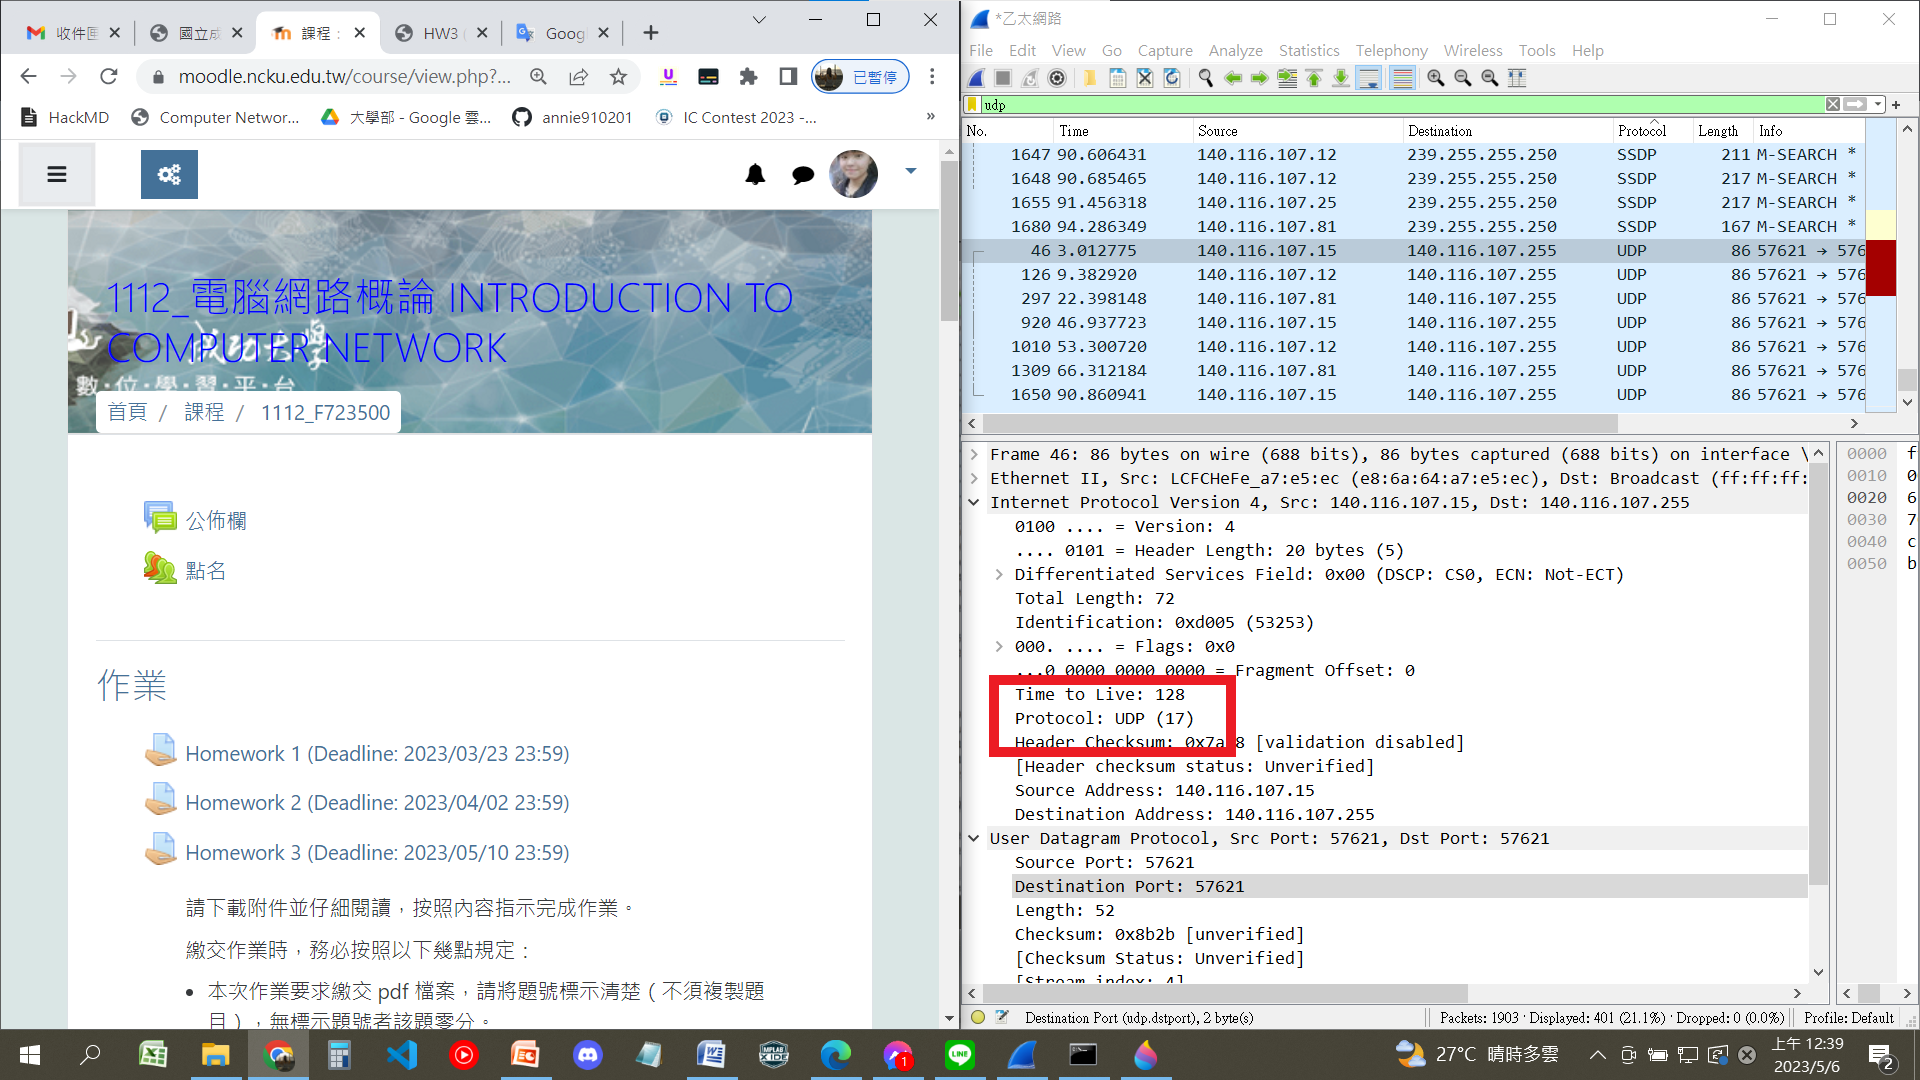 收件匣
國立成
課程：
HW3
Goog
moodle.ncku.edu.tw/course/view.php?...
已暫停
HackMD
Computer Networ...
大學部 - Google 雲...
annie910201
IC Contest 2023 -...
»
1112_電腦網路概論 INTRODUCTION TO
COMPUTER NETWORK
數·位·學·習·平·台
首頁 / 課程 / 1112_F723500
公佈欄
點名
作業
Homework 1 (Deadline: 2023/03/23 23:59)
Homework 2 (Deadline: 2023/04/02 23:59)
Homework 3 (Deadline: 2023/05/10 23:59)
請下載附件並仔細閱讀，按照內容指示完成作業。
繳交作業時，務必按照以下幾點規定：
• 本次作業要求繳交 pdf 檔案，請將題號標示清楚（不須複製題
目），無標示題號者該題零分。
*乙太網路
File Edit View Go Capture Analyze Statistics Telephony Wireless Tools Help
udp
No. Time Source Destination Protocol Length Info
1647 90.606431 140.116.107.12 239.255.255.250 SSDP 211 M-SEARCH *
1648 90.685465 140.116.107.12 239.255.255.250 SSDP 217 M-SEARCH *
1655 91.456318 140.116.107.25 239.255.255.250 SSDP 217 M-SEARCH *
1680 94.286349 140.116.107.81 239.255.255.250 SSDP 167 M-SEARCH *
46 3.012775 140.116.107.15 140.116.107.255 UDP 86 57621 → 576
126 9.382920 140.116.107.12 140.116.107.255 UDP 86 57621 → 576
297 22.398148 140.116.107.81 140.116.107.255 UDP 86 57621 → 576
920 46.937723 140.116.107.15 140.116.107.255 UDP 86 57621 → 576
1010 53.300720 140.116.107.12 140.116.107.255 UDP 86 57621 → 576
1309 66.312184 140.116.107.81 140.116.107.255 UDP 86 57621 → 576
1650 90.860941 140.116.107.15 140.116.107.255 UDP 86 57621 → 576
Frame 46: 86 bytes on wire (688 bits), 86 bytes captured (688 bits) on interface \
Ethernet II, Src: LCFCHeFe_a7:e5:ec (e8:6a:64:a7:e5:ec), Dst: Broadcast (ff:ff:ff:
Internet Protocol Version 4, Src: 140.116.107.15, Dst: 140.116.107.255
0100 .... = Version: 4
.... 0101 = Header Length: 20 bytes (5)
Differentiated Services Field: 0x00 (DSCP: CS0, ECN: Not-ECT)
Total Length: 72
Identification: 0xd005 (53253)
000. .... = Flags: 0x0
...0 0000 0000 0000 = Fragment Offset: 0
Time to Live: 128
Protocol: UDP (17)
Header Checksum: 0x7a 8 [validation disabled]
[Header checksum status: Unverified]
Source Address: 140.116.107.15
Destination Address: 140.116.107.255
User Datagram Protocol, Src Port: 57621, Dst Port: 57621
Source Port: 57621
Destination Port: 57621
Length: 52
Checksum: 0x8b2b [unverified]
[Checksum Status: Unverified]
[Stream index: 4]
0000 f
0010 0
0020 6
0030 7
0040 c
0050 b
Destination Port (udp.dstport), 2 byte(s)
Packets: 1903 · Displayed: 401 (21.1%) · Dropped: 0 (0.0%)
Profile: Default
MPLAB
X IDE
1
LINE
27°C 晴時多雲
上午 12:39
2023/5/6
2